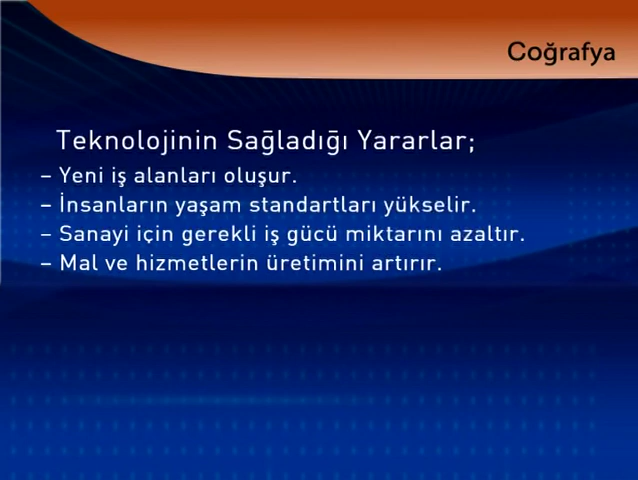 Coğrafya
Teknolojinin Sağladığı Yararlar;
– Yeni iş alanları oluşur.
– İnsanların yaşam standartları yükselir.
– Sanayi için gerekli iş gücü miktarını azaltır.
– Mal ve hizmetlerin üretimini artırır.